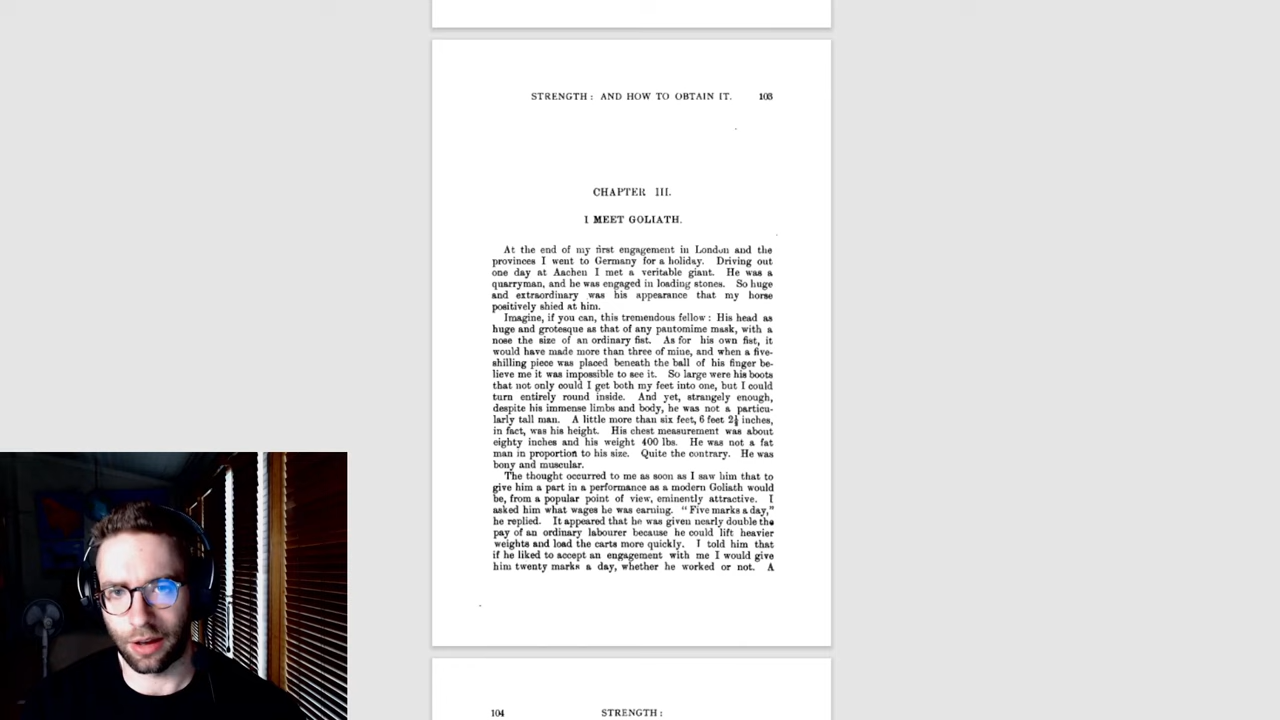 STRENGTH: AND HOW TO OBTAIN IT. 103
CHAPTER III.
I MEET GOLIATH.
At the end of my first engagement in London and the
provinces I went to Germany for a holiday. Driving out
one day at Aachen I met a veritable giant. He was a
quarryman, and he was engaged in loading stones. So huge
and extraordinary was his appearance that my horse
positively shied at him.
Imagine, if you can, this tremendous fellow: His head as
huge and grotesque as that of any pantomime mask, with a
nose the size of an ordinary fist. As for his own fist, it
would have made more than three of mine, and when a five-
shilling piece was placed beneath the ball of his finger be-
lieve me it was impossible to see it. So large were his boots
that not only could I get both my feet into one, but I could
turn entirely round inside. And yet, strangely enough,
despite his immense limbs and body, he was not a particu-
larly tall man. A little more than six feet, 6 feet 2½ inches,
in fact, was his height. His chest measurement was about
eighty inches and his weight 400 lbs. He was not a fat
man in proportion to his size. Quite the contrary. He was
bony and muscular.
The thought occurred to me as soon as I saw him that to
give him a part in a performance as a modern Goliath would
be, from a popular point of view, eminently attractive. I
asked him what wages he was earning. "Five marks a day,"
he replied. It appeared that he was given nearly double the
pay of an ordinary labourer because he could lift heavier
weights and load the carts more quickly. I told him that
if he liked to accept an engagement with me I would give
him twenty marks a day, whether he worked or not. A
104 STRENGTH: